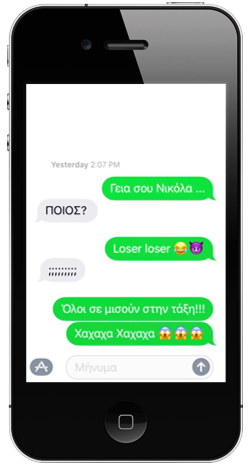 Yesterday 2:07 PM
Γεια σου Νικόλα ...
ΠΟΙΟΣ?
Loser loser 😂😈
;;;;;;;;;
Όλοι σε μισούν στην τάξη!!!
Χαχαχα Χαχαχα 😱😱😱
Μήνυμα